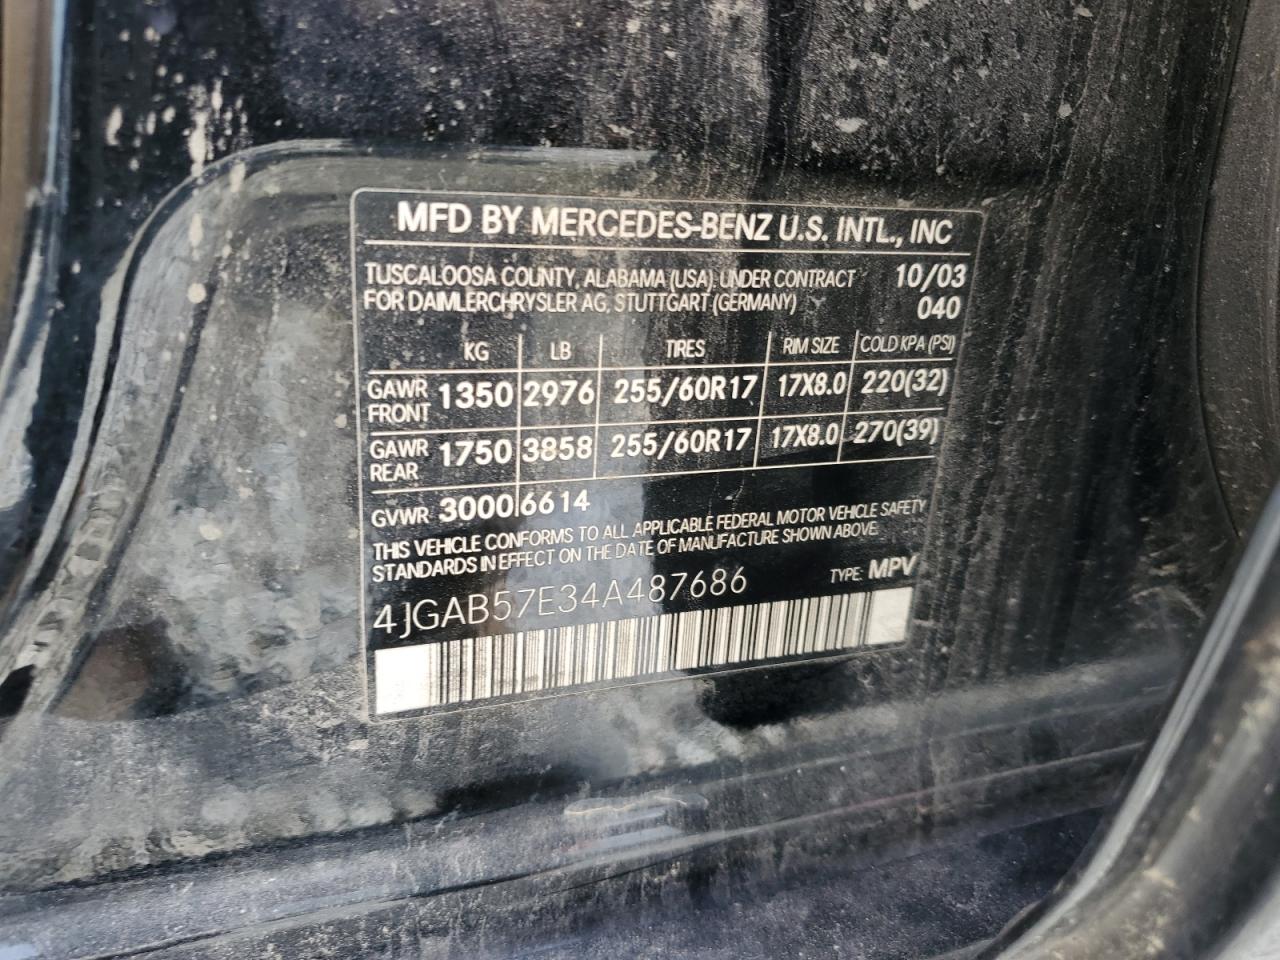 MFD BY MERCEDES-BENZ U.S. INTL., INC
TUSCALOOSA COUNTY, ALABAMA (USA). UNDER CONTRACT 10/03
FOR DAIMLERCHRYSLER AG, STUTTGART (GERMANY) 040
KG LB TIRES RIM SIZE COLD KPA (PSI)
GAWR FRONT 1350 2976 255/60R17 17X8.0 220(32)
GAWR REAR 1750 3858 255/60R17 17X8.0 270(39)
GVWR 3000 6614
THIS VEHICLE CONFORMS TO ALL APPLICABLE FEDERAL MOTOR VEHICLE SAFETY
STANDARDS IN EFFECT ON THE DATE OF MANUFACTURE SHOWN ABOVE.
4JGAB57E34A487686 TYPE: MPV